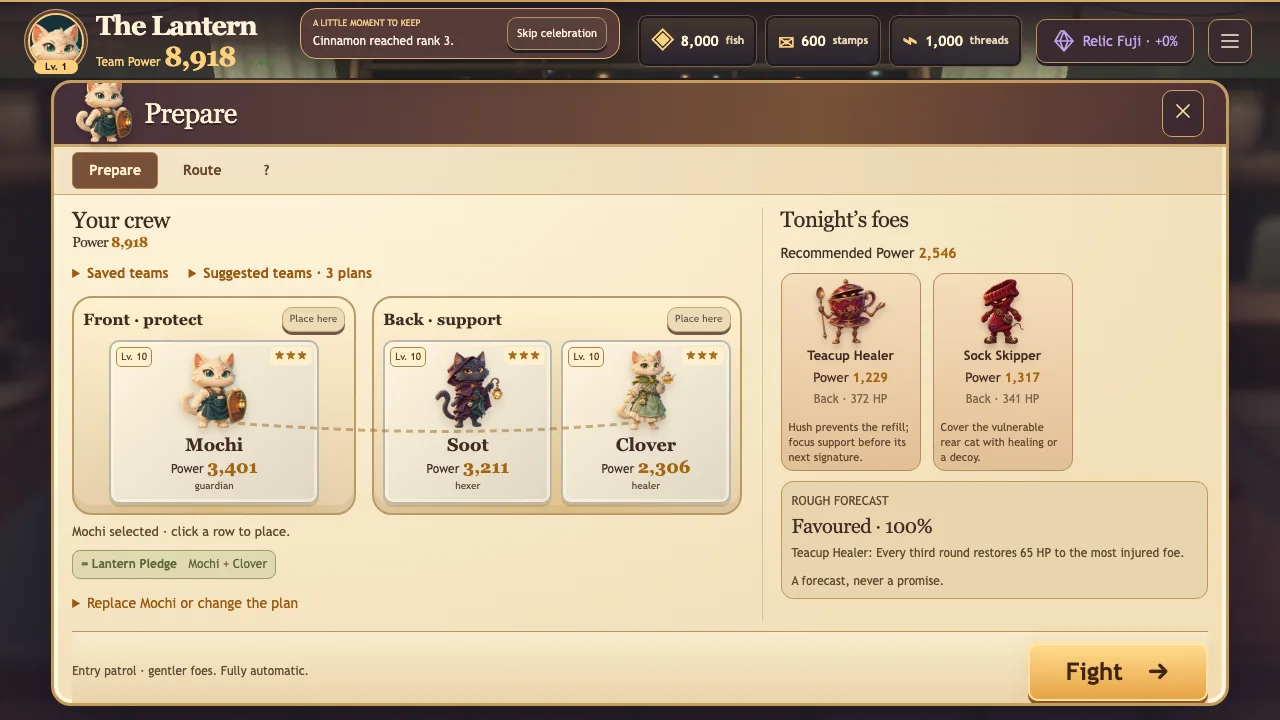 The Lantern
Team Power 8,918
Lv. 1
A LITTLE MOMENT TO KEEP
Cinnamon reached rank 3.
Skip celebration
8,000 fish
600 stamps
1,000 threads
Relic Fuji · +0%
Prepare
Prepare
Route
?
Your crew
Power 8,918
Saved teams
Suggested teams · 3 plans
Front · protect
Place here
Lv. 10
Mochi
Power 3,401
guardian
Back · support
Place here
Lv. 10
Soot
Power 3,211
hexer
Lv. 10
Clover
Power 2,306
healer
Mochi selected · click a row to place.
∞ Lantern Pledge Mochi + Clover
Replace Mochi or change the plan
Tonight's foes
Recommended Power 2,546
Teacup Healer
Power 1,229
Back · 372 HP
Hush prevents the refill;
focus support before its
next signature.
Sock Skipper
Power 1,317
Back · 341 HP
Cover the vulnerable
rear cat with healing or
a decoy.
ROUGH FORECAST
Favoured · 100%
Teacup Healer: Every third round restores 65 HP to the most injured foe.
A forecast, never a promise.
Entry patrol · gentler foes. Fully automatic.
Fight →